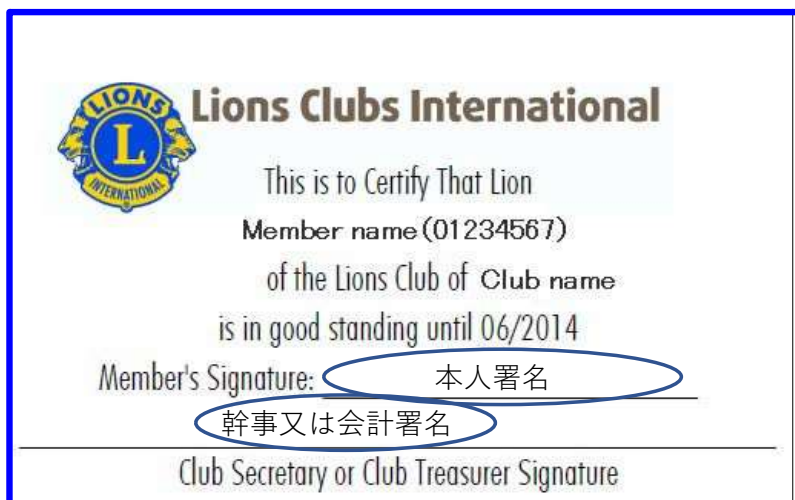 LIONS
L
INTERNATIONAL
Lions Clubs International
This is to Certify That Lion
Member name(01234567)
of the Lions Club of Club name
is in good standing until 06/2014
Member's Signature: 本人署名
幹事又は会計署名
Club Secretary or Club Treasurer Signature